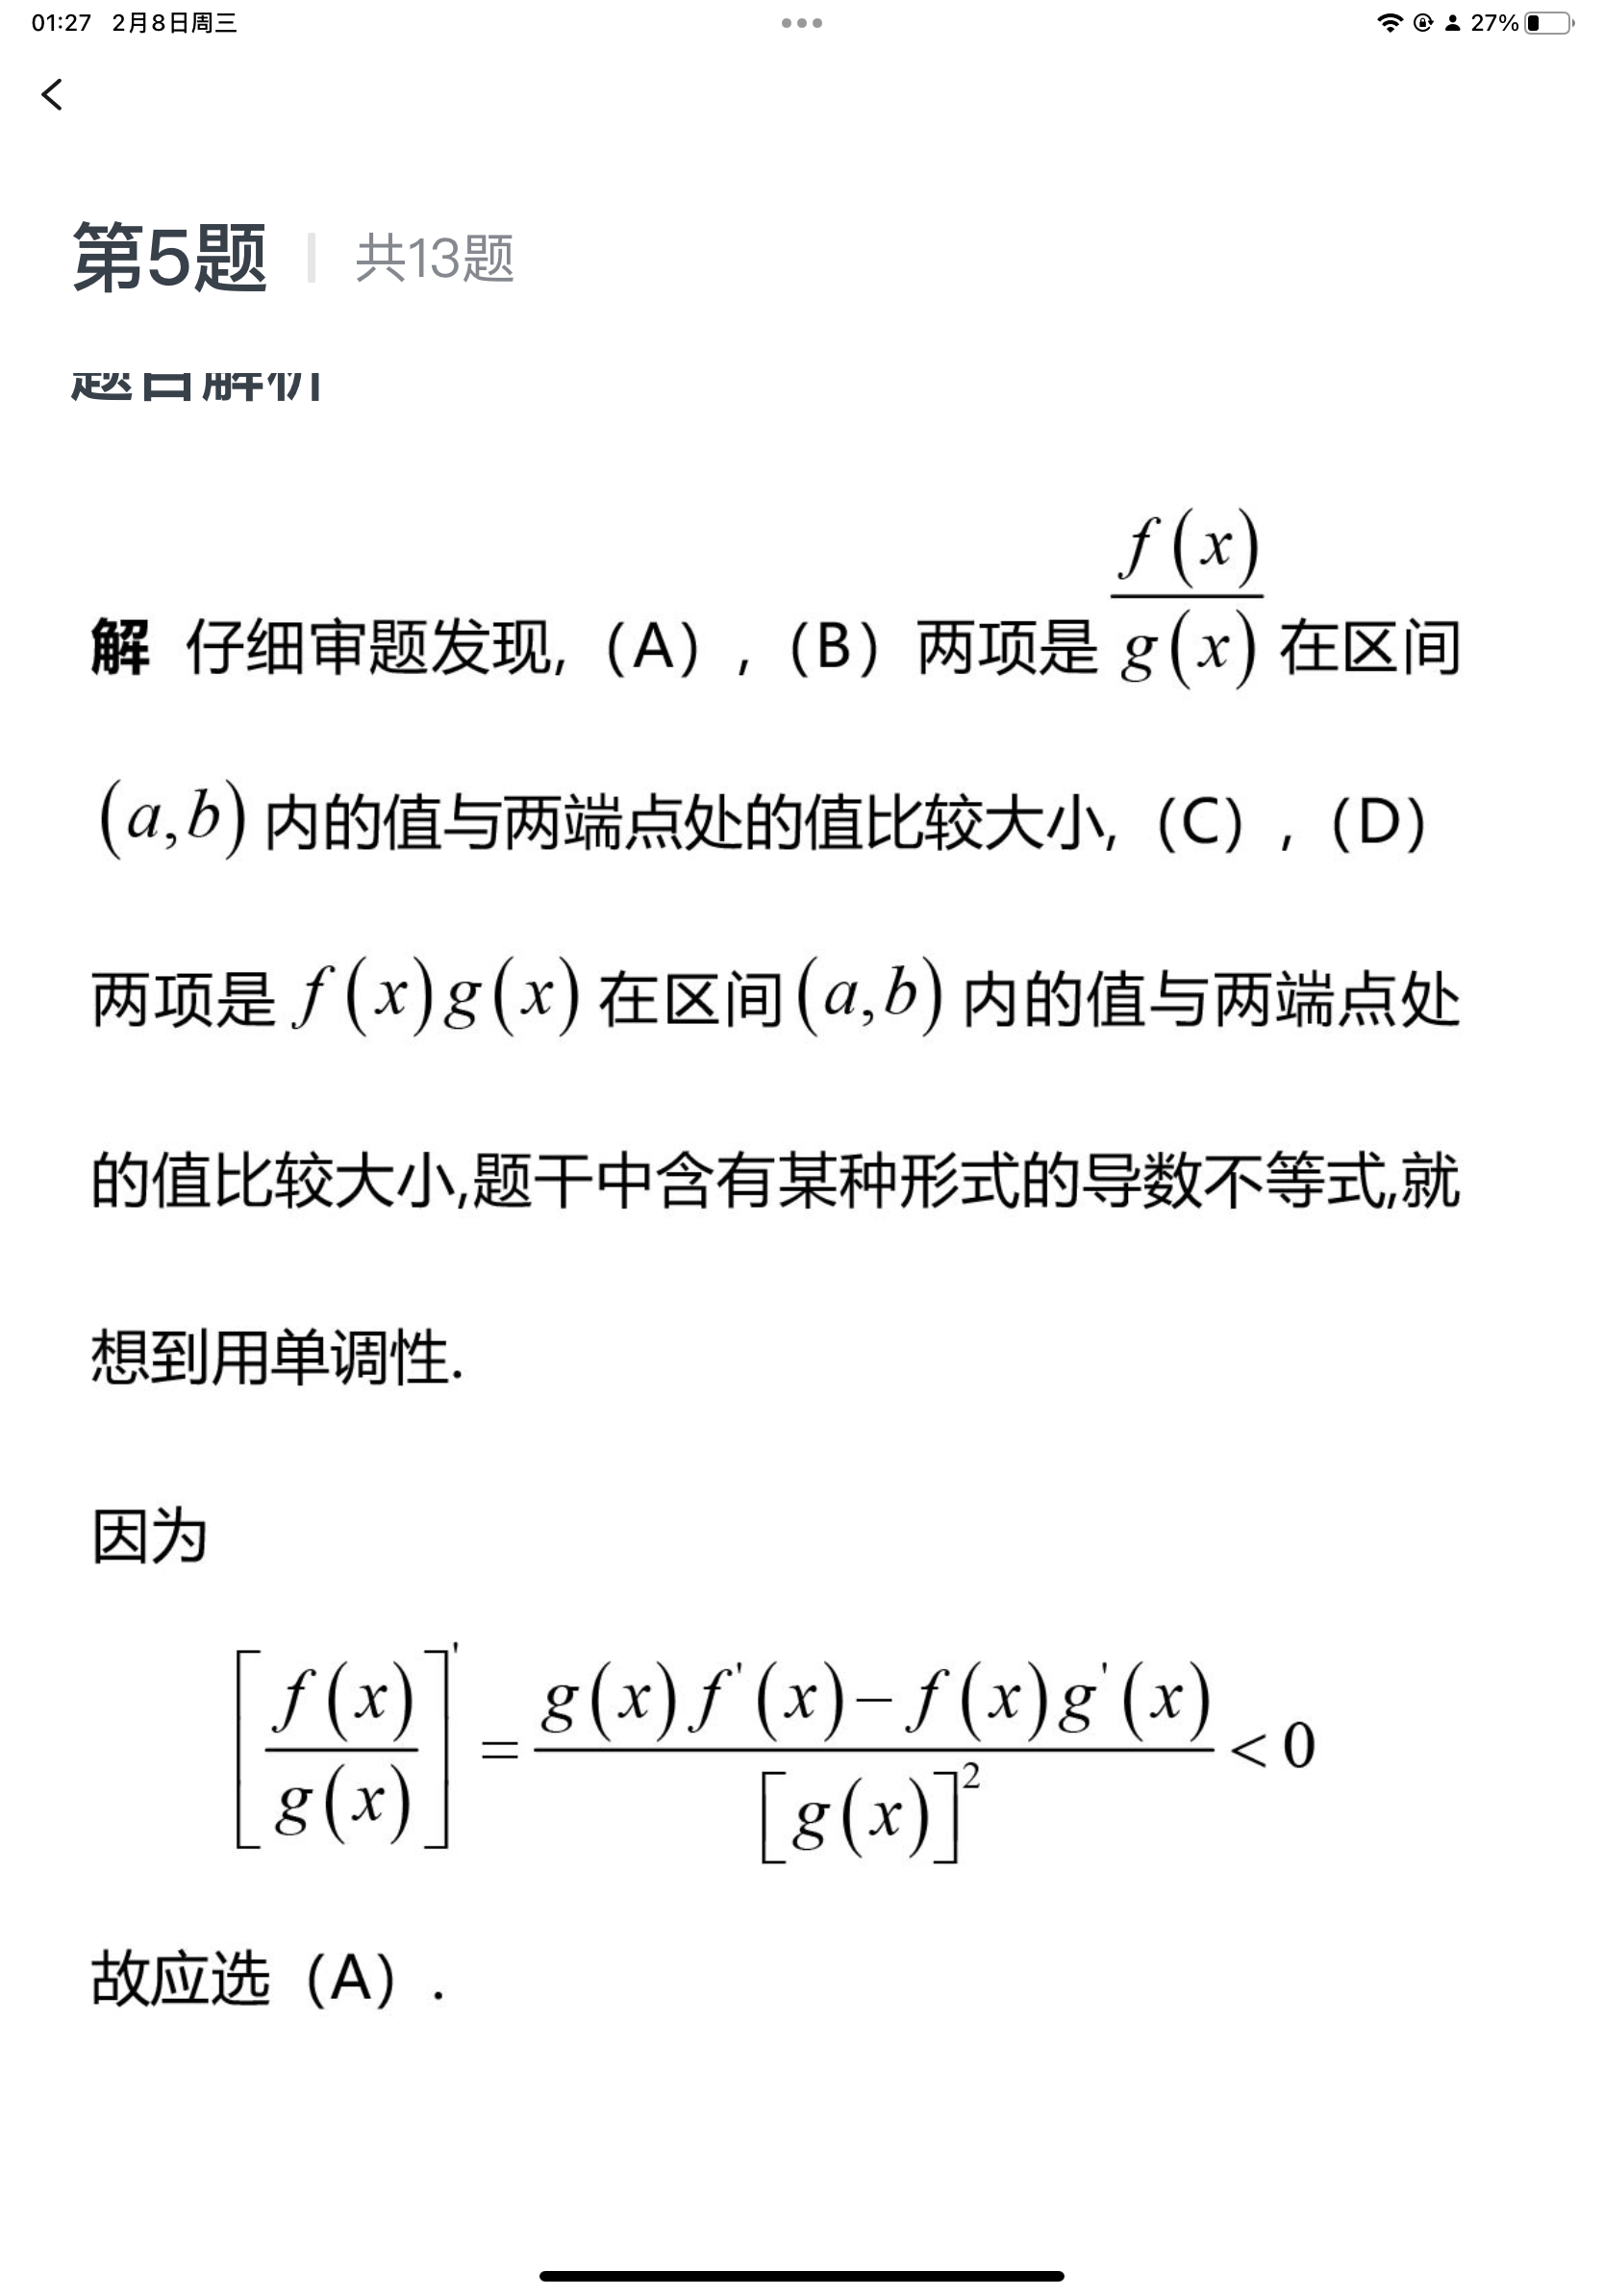 01:27 2月8日周三
27%
第5题 共13题
题目解析
解 仔细审题发现,（A）,（B）两项是 f(x)/g(x) 在区间
(a,b) 内的值与两端点处的值比较大小,（C）,（D）
两项是 f(x)g(x) 在区间 (a,b) 内的值与两端点处
的值比较大小,题干中含有某种形式的导数不等式,就
想到用单调性.
因为
[f(x)/g(x)]' = (g(x)f'(x)-f(x)g'(x))/[g(x)]² < 0
故应选（A）.